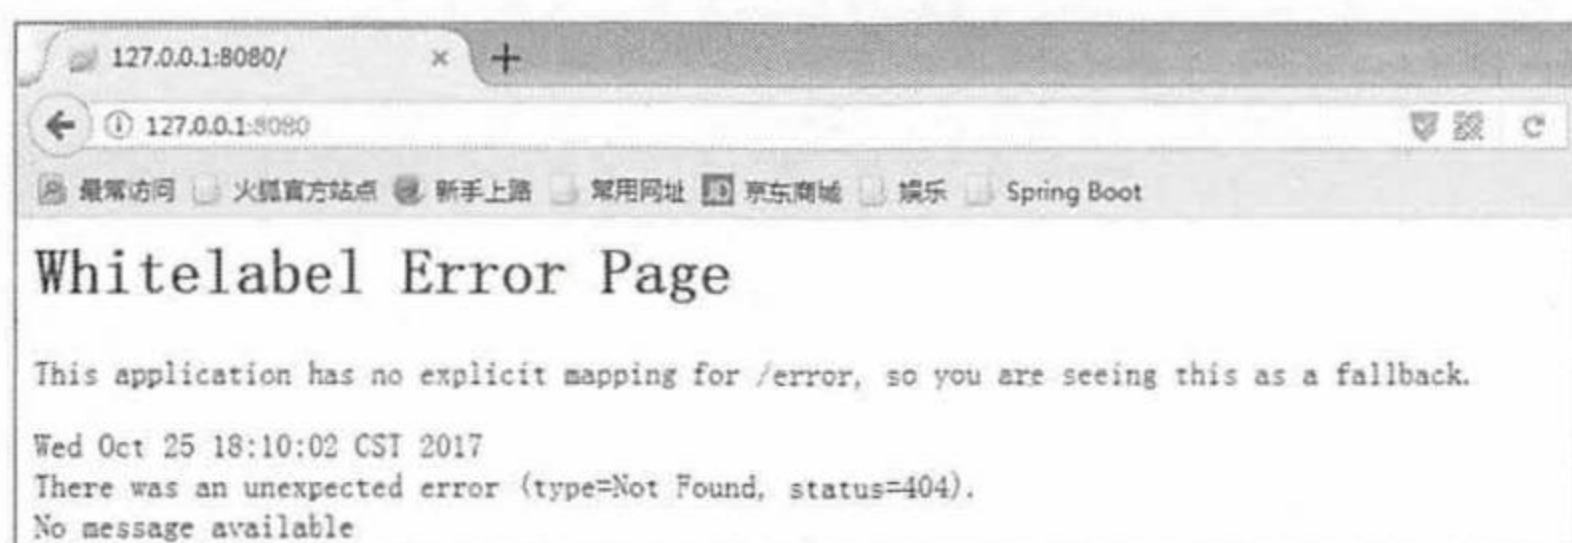 127.0.0.1:8080/
127.0.0.1:8080
最常访问 火狐官方站点 新手上路 常用网址 JD 京东商城 娱乐 Spring Boot
Whitelabel Error Page
This application has no explicit mapping for /error, so you are seeing this as a fallback.
Wed Oct 25 18:10:02 CST 2017
There was an unexpected error (type=Not Found, status=404).
No message available